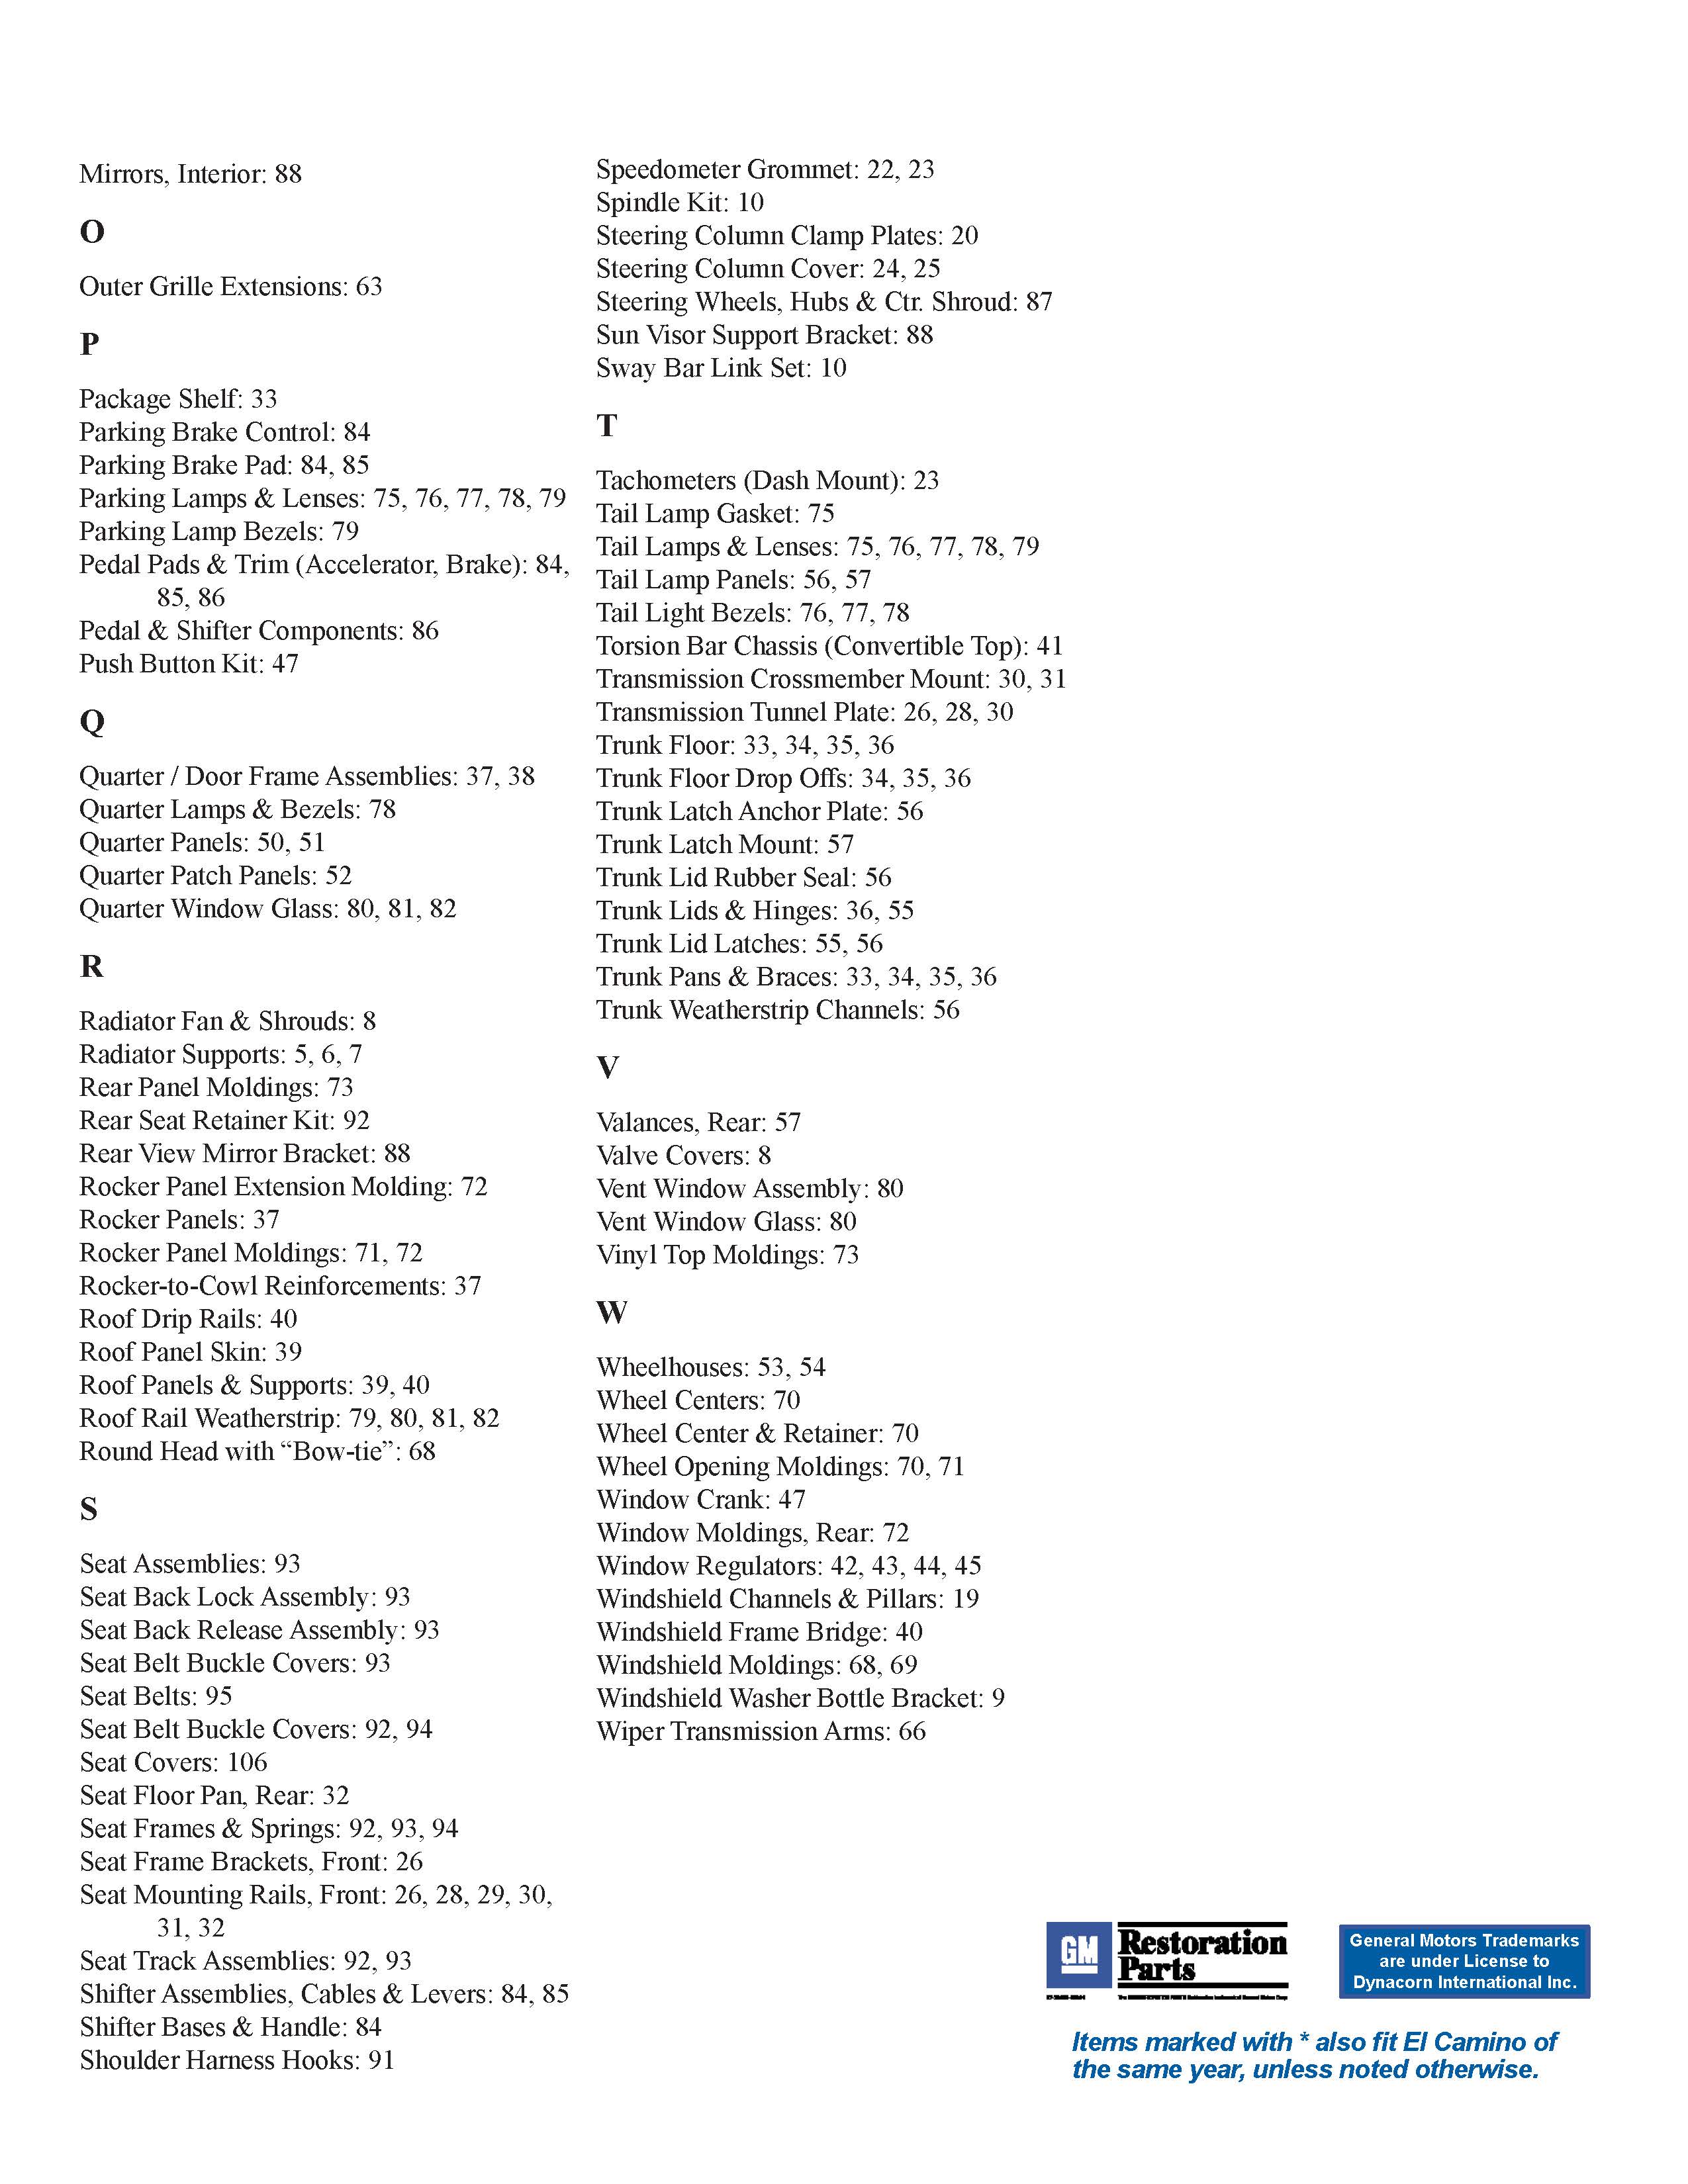 Mirrors, Interior: 88
O
Outer Grille Extensions: 63
P
Package Shelf: 33
Parking Brake Control: 84
Parking Brake Pad: 84, 85
Parking Lamps & Lenses: 75, 76, 77, 78, 79
Parking Lamp Bezels: 79
Pedal Pads & Trim (Accelerator, Brake): 84,
85, 86
Pedal & Shifter Components: 86
Push Button Kit: 47
Q
Quarter / Door Frame Assemblies: 37, 38
Quarter Lamps & Bezels: 78
Quarter Panels: 50, 51
Quarter Patch Panels: 52
Quarter Window Glass: 80, 81, 82
R
Radiator Fan & Shrouds: 8
Radiator Supports: 5, 6, 7
Rear Panel Moldings: 73
Rear Seat Retainer Kit: 92
Rear View Mirror Bracket: 88
Rocker Panel Extension Molding: 72
Rocker Panels: 37
Rocker Panel Moldings: 71, 72
Rocker-to-Cowl Reinforcements: 37
Roof Drip Rails: 40
Roof Panel Skin: 39
Roof Panels & Supports: 39, 40
Roof Rail Weatherstrip: 79, 80, 81, 82
Round Head with “Bow-tie”: 68
S
Seat Assemblies: 93
Seat Back Lock Assembly: 93
Seat Back Release Assembly: 93
Seat Belt Buckle Covers: 93
Seat Belts: 95
Seat Belt Buckle Covers: 92, 94
Seat Covers: 106
Seat Floor Pan, Rear: 32
Seat Frames & Springs: 92, 93, 94
Seat Frame Brackets, Front: 26
Seat Mounting Rails, Front: 26, 28, 29, 30,
31, 32
Seat Track Assemblies: 92, 93
Shifter Assemblies, Cables & Levers: 84, 85
Shifter Bases & Handle: 84
Shoulder Harness Hooks: 91
Speedometer Grommet: 22, 23
Spindle Kit: 10
Steering Column Clamp Plates: 20
Steering Column Cover: 24, 25
Steering Wheels, Hubs & Ctr. Shroud: 87
Sun Visor Support Bracket: 88
Sway Bar Link Set: 10
T
Tachometers (Dash Mount): 23
Tail Lamp Gasket: 75
Tail Lamps & Lenses: 75, 76, 77, 78, 79
Tail Lamp Panels: 56, 57
Tail Light Bezels: 76, 77, 78
Torsion Bar Chassis (Convertible Top): 41
Transmission Crossmember Mount: 30, 31
Transmission Tunnel Plate: 26, 28, 30
Trunk Floor: 33, 34, 35, 36
Trunk Floor Drop Offs: 34, 35, 36
Trunk Latch Anchor Plate: 56
Trunk Latch Mount: 57
Trunk Lid Rubber Seal: 56
Trunk Lids & Hinges: 36, 55
Trunk Lid Latches: 55, 56
Trunk Pans & Braces: 33, 34, 35, 36
Trunk Weatherstrip Channels: 56
V
Valances, Rear: 57
Valve Covers: 8
Vent Window Assembly: 80
Vent Window Glass: 80
Vinyl Top Moldings: 73
W
Wheelhouses: 53, 54
Wheel Centers: 70
Wheel Center & Retainer: 70
Wheel Opening Moldings: 70, 71
Window Crank: 47
Window Moldings, Rear: 72
Window Regulators: 42, 43, 44, 45
Windshield Channels & Pillars: 19
Windshield Frame Bridge: 40
Windshield Moldings: 68, 69
Windshield Washer Bottle Bracket: 9
Wiper Transmission Arms: 66
GM
Restoration
Parts
General Motors Trademarks
are under License to
Dynacorn International Inc.
Items marked with * also fit El Camino of
the same year, unless noted otherwise.